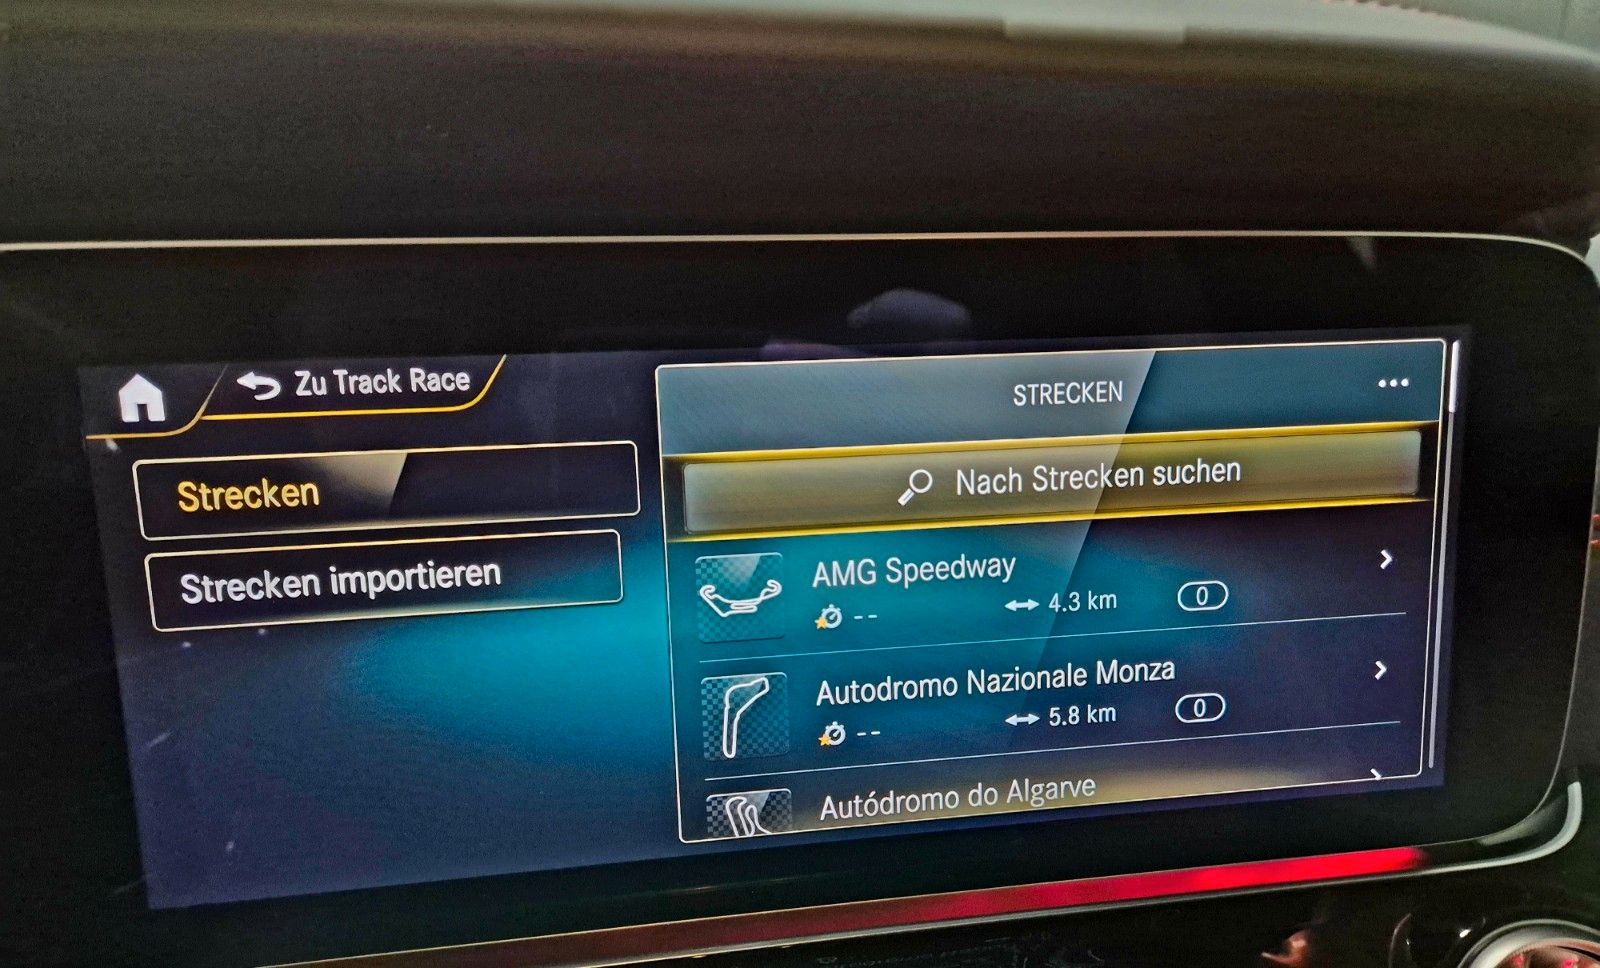 Zu Track Race
Strecken
Strecken importieren
STRECKEN
Nach Strecken suchen
AMG Speedway
-- 4.3 km 0
Autodromo Nazionale Monza
-- 5.8 km 0
Autódromo do Algarve